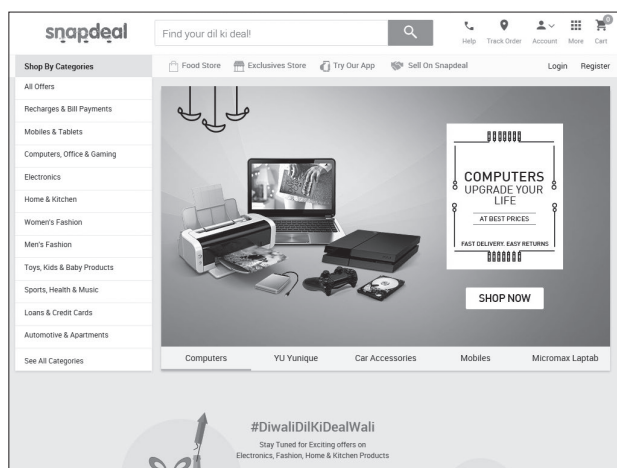 snapdeal
Find your dil ki deal!
Help Track Order Account More Cart
0
Shop By Categories
Food Store Exclusives Store Try Our App Sell On Snapdeal Login Register
All Offers
Recharges & Bill Payments
Mobiles & Tablets
Computers, Office & Gaming
Electronics
Home & Kitchen
Women's Fashion
Men's Fashion
Toys, Kids & Baby Products
Sports, Health & Music
Loans & Credit Cards
Automotive & Apartments
See All Categories
COMPUTERS
UPGRADE YOUR
LIFE
AT BEST PRICES
FAST DELIVERY. EASY RETURNS
SHOP NOW
Computers YU Yunique Car Accessories Mobiles Micromax Laptab
#DiwaliDilKiDealWali
Stay Tuned for Exciting offers on
Electronics, Fashion, Home & Kitchen Products